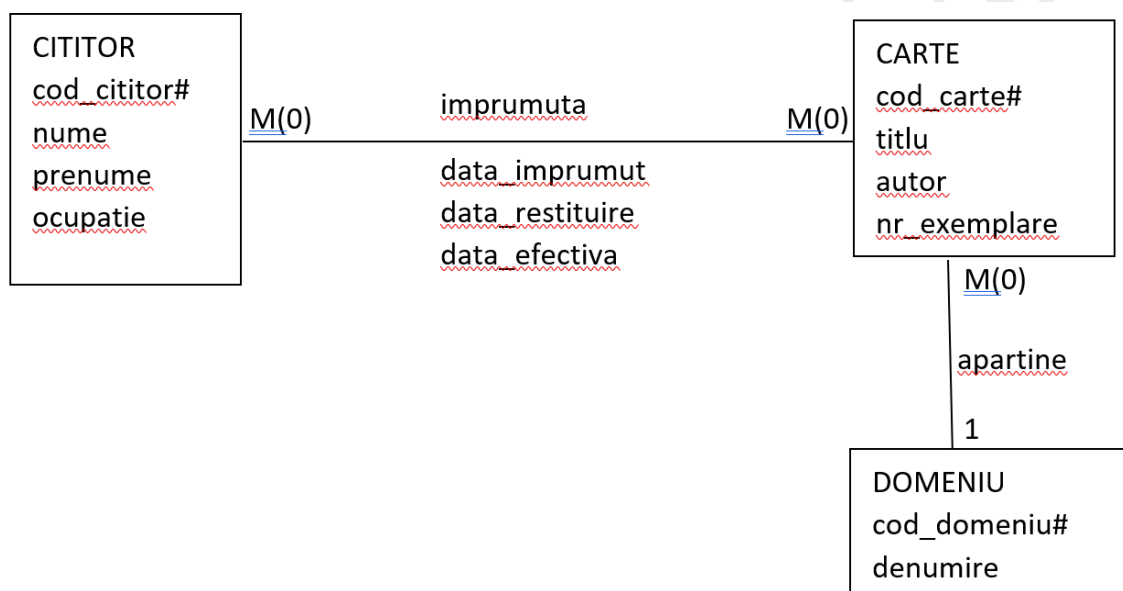 CITITOR
cod_cititor#
nume
prenume
ocupatie
M(0)
imprumuta
data_imprumut
data_restituire
data_efectiva
M(0)
CARTE
cod_carte#
titlu
autor
nr_exemplare
M(0)
apartine
1
DOMENIU
cod_domeniu#
denumire